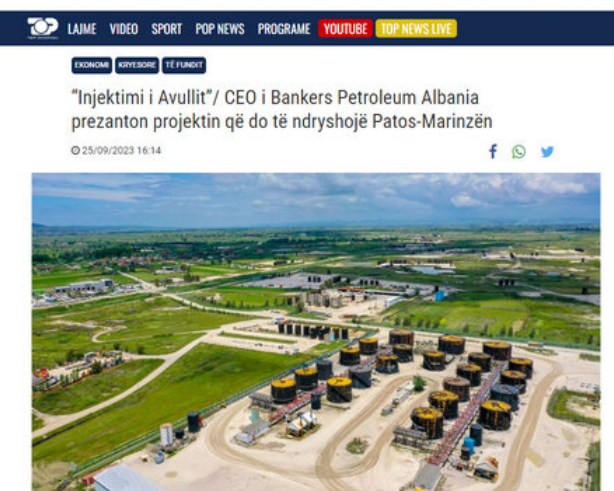 TOP LAJME VIDEO SPORT POP NEWS PROGRAME YOUTUBE TOP NEWS LIVE
EKONOMI KRYESORE TË FUNDIT
“Injektimi i Avullit”/ CEO i Bankers Petroleum Albania
prezanton projektin që do të ndryshojë Patos-Marinzën
25/09/2023 16:14